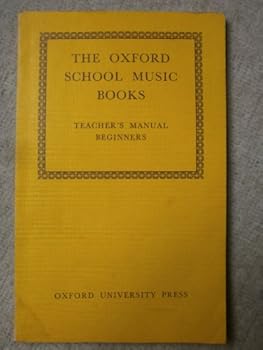 THE OXFORD
SCHOOL MUSIC
BOOKS
TEACHER'S MANUAL
BEGINNERS
OXFORD UNIVERSITY PRESS